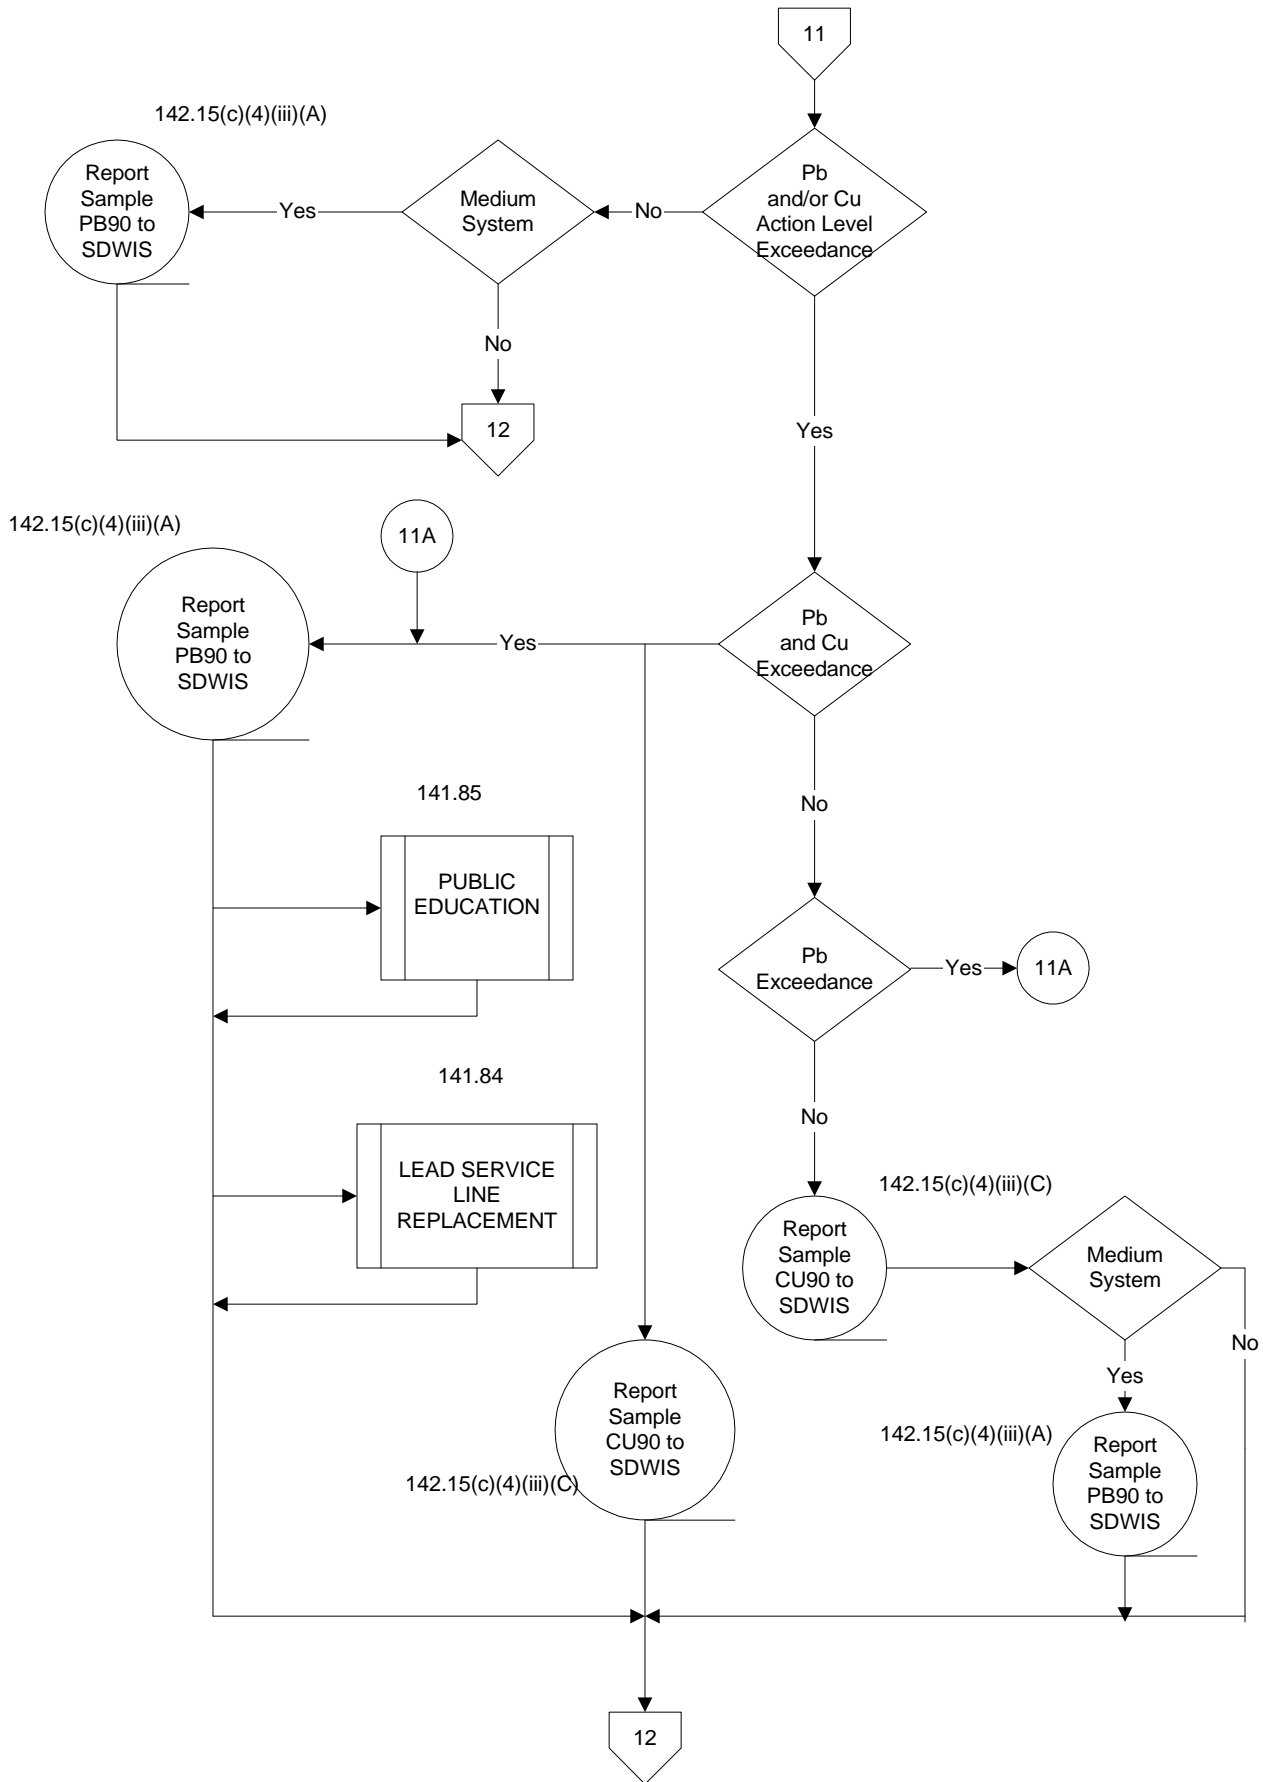 11
142.15(c)(4)(iii)(A)
Report
Sample
PB90 to
SDWIS
Yes
Medium
System
No
Pb
and/or Cu
Action Level
Exceedance
No
12
Yes
142.15(c)(4)(iii)(A)
11A
Report
Sample
PB90 to
SDWIS
Yes
Pb
and Cu
Exceedance
No
141.85
PUBLIC
EDUCATION
Pb
Exceedance
Yes
11A
141.84
No
LEAD SERVICE
LINE
REPLACEMENT
142.15(c)(4)(iii)(C)
Report
Sample
CU90 to
SDWIS
Medium
System
No
Yes
Report
Sample
CU90 to
SDWIS
142.15(c)(4)(iii)(C)
142.15(c)(4)(iii)(A)
Report
Sample
PB90 to
SDWIS
12